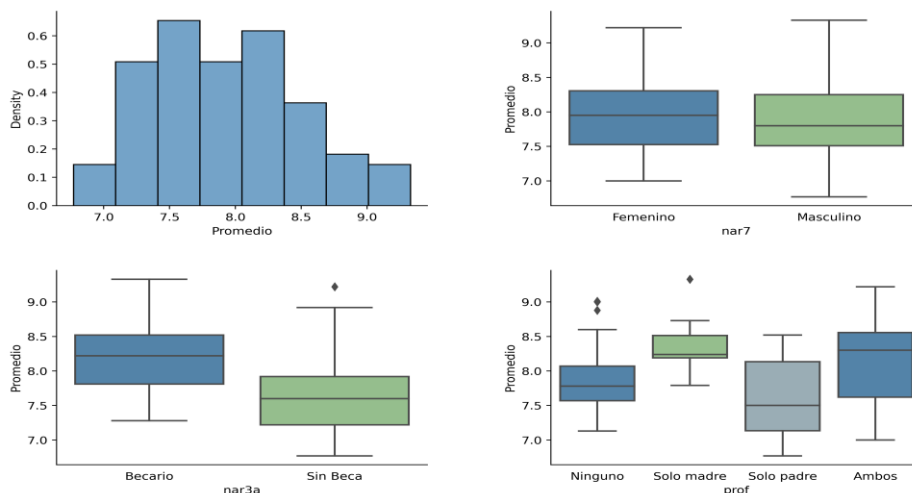 Density
0.6
0.5
0.4
0.3
0.2
0.1
0.0
7.0 7.5 8.0 8.5 9.0
Promedio
Promedio
9.0
8.5
8.0
7.5
7.0
Femenino Masculino
nar7
Promedio
9.0
8.5
8.0
7.5
7.0
Becario Sin Beca
nar3a
Promedio
9.0
8.5
8.0
7.5
7.0
Ninguno Solo madre Solo padre Ambos
prof